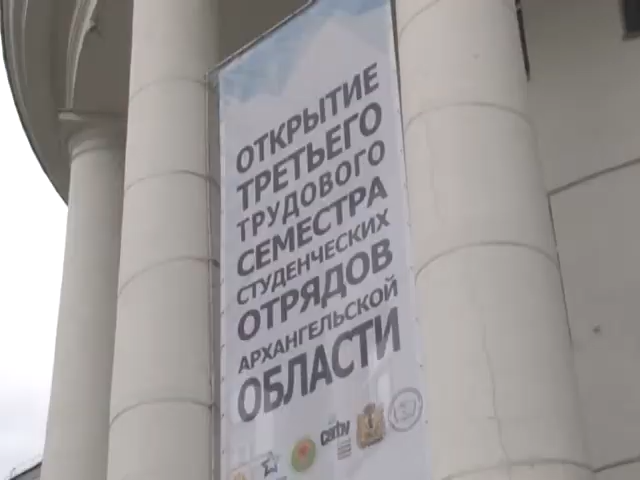 ОТКРЫТИЕ
ТРЕТЬЕГО
ТРУДОВОГО
СЕМЕСТРА
СТУДЕНЧЕСКИХ
ОТРЯДОВ
АРХАНГЕЛЬСКОЙ
ОБЛАСТИ